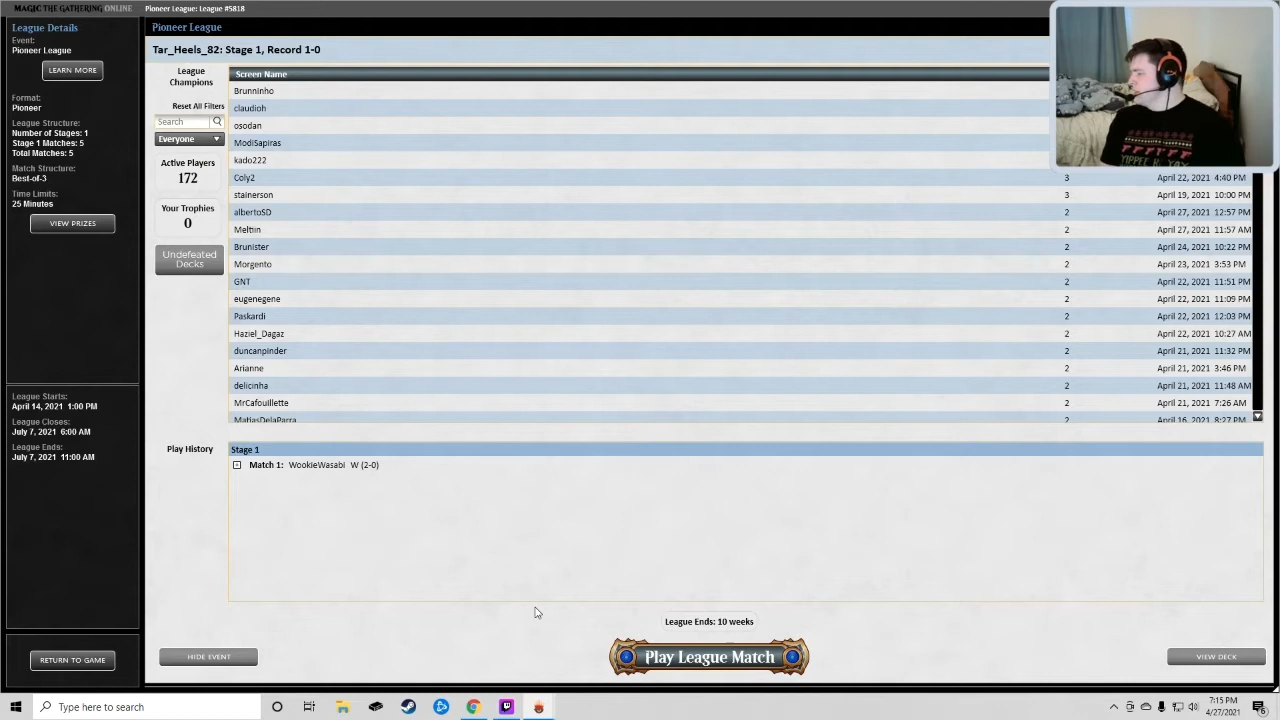 MAGIC THE GATHERING ONLINE
Pioneer League: League #5818
League Details
Event:
Pioneer League
LEARN MORE
Format:
Pioneer
League Structure:
Number of Stages: 1
Stage 1 Matches: 5
Total Matches: 5
Match Structure:
Best-of-3
Time Limits:
25 Minutes
VIEW PRIZES
League Starts:
April 14, 2021 1:00 PM
League Closes:
July 7, 2021 6:00 AM
League Ends:
July 7, 2021 11:00 AM
RETURN TO GAME
Pioneer League
Tar_Heels_82: Stage 1, Record 1-0
League
Champions
Reset All Filters
Search
Everyone
Active Players
172
Your Trophies
0
Undefeated
Decks
Screen Name
Brunninho
claudioh
osodan
ModiSapiras
kado222
Coly2 3 April 22, 2021 4:40 PM
stainerson 3 April 19, 2021 10:00 PM
albertoSD 2 April 27, 2021 12:57 PM
Meltiin 2 April 27, 2021 11:57 AM
Brunister 2 April 24, 2021 10:22 PM
Morgento 2 April 23, 2021 3:53 PM
GNT 2 April 22, 2021 11:51 PM
eugenegene 2 April 22, 2021 11:09 PM
Paskardi 2 April 22, 2021 12:03 PM
Haziel_Dagaz 2 April 22, 2021 10:27 AM
duncanpinder 2 April 21, 2021 11:32 PM
Arianne 2 April 21, 2021 3:46 PM
delicinha 2 April 21, 2021 11:48 AM
MrCafouillette 2 April 21, 2021 7:26 AM
MatiasDelaParra 2 April 16, 2021 8:27 PM
Play History
Stage 1
Match 1: WookieWasabi W (2-0)
League Ends: 10 weeks
HIDE EVENT
Play League Match
VIEW DECK
Type here to search
7:15 PM
4/27/2021
6